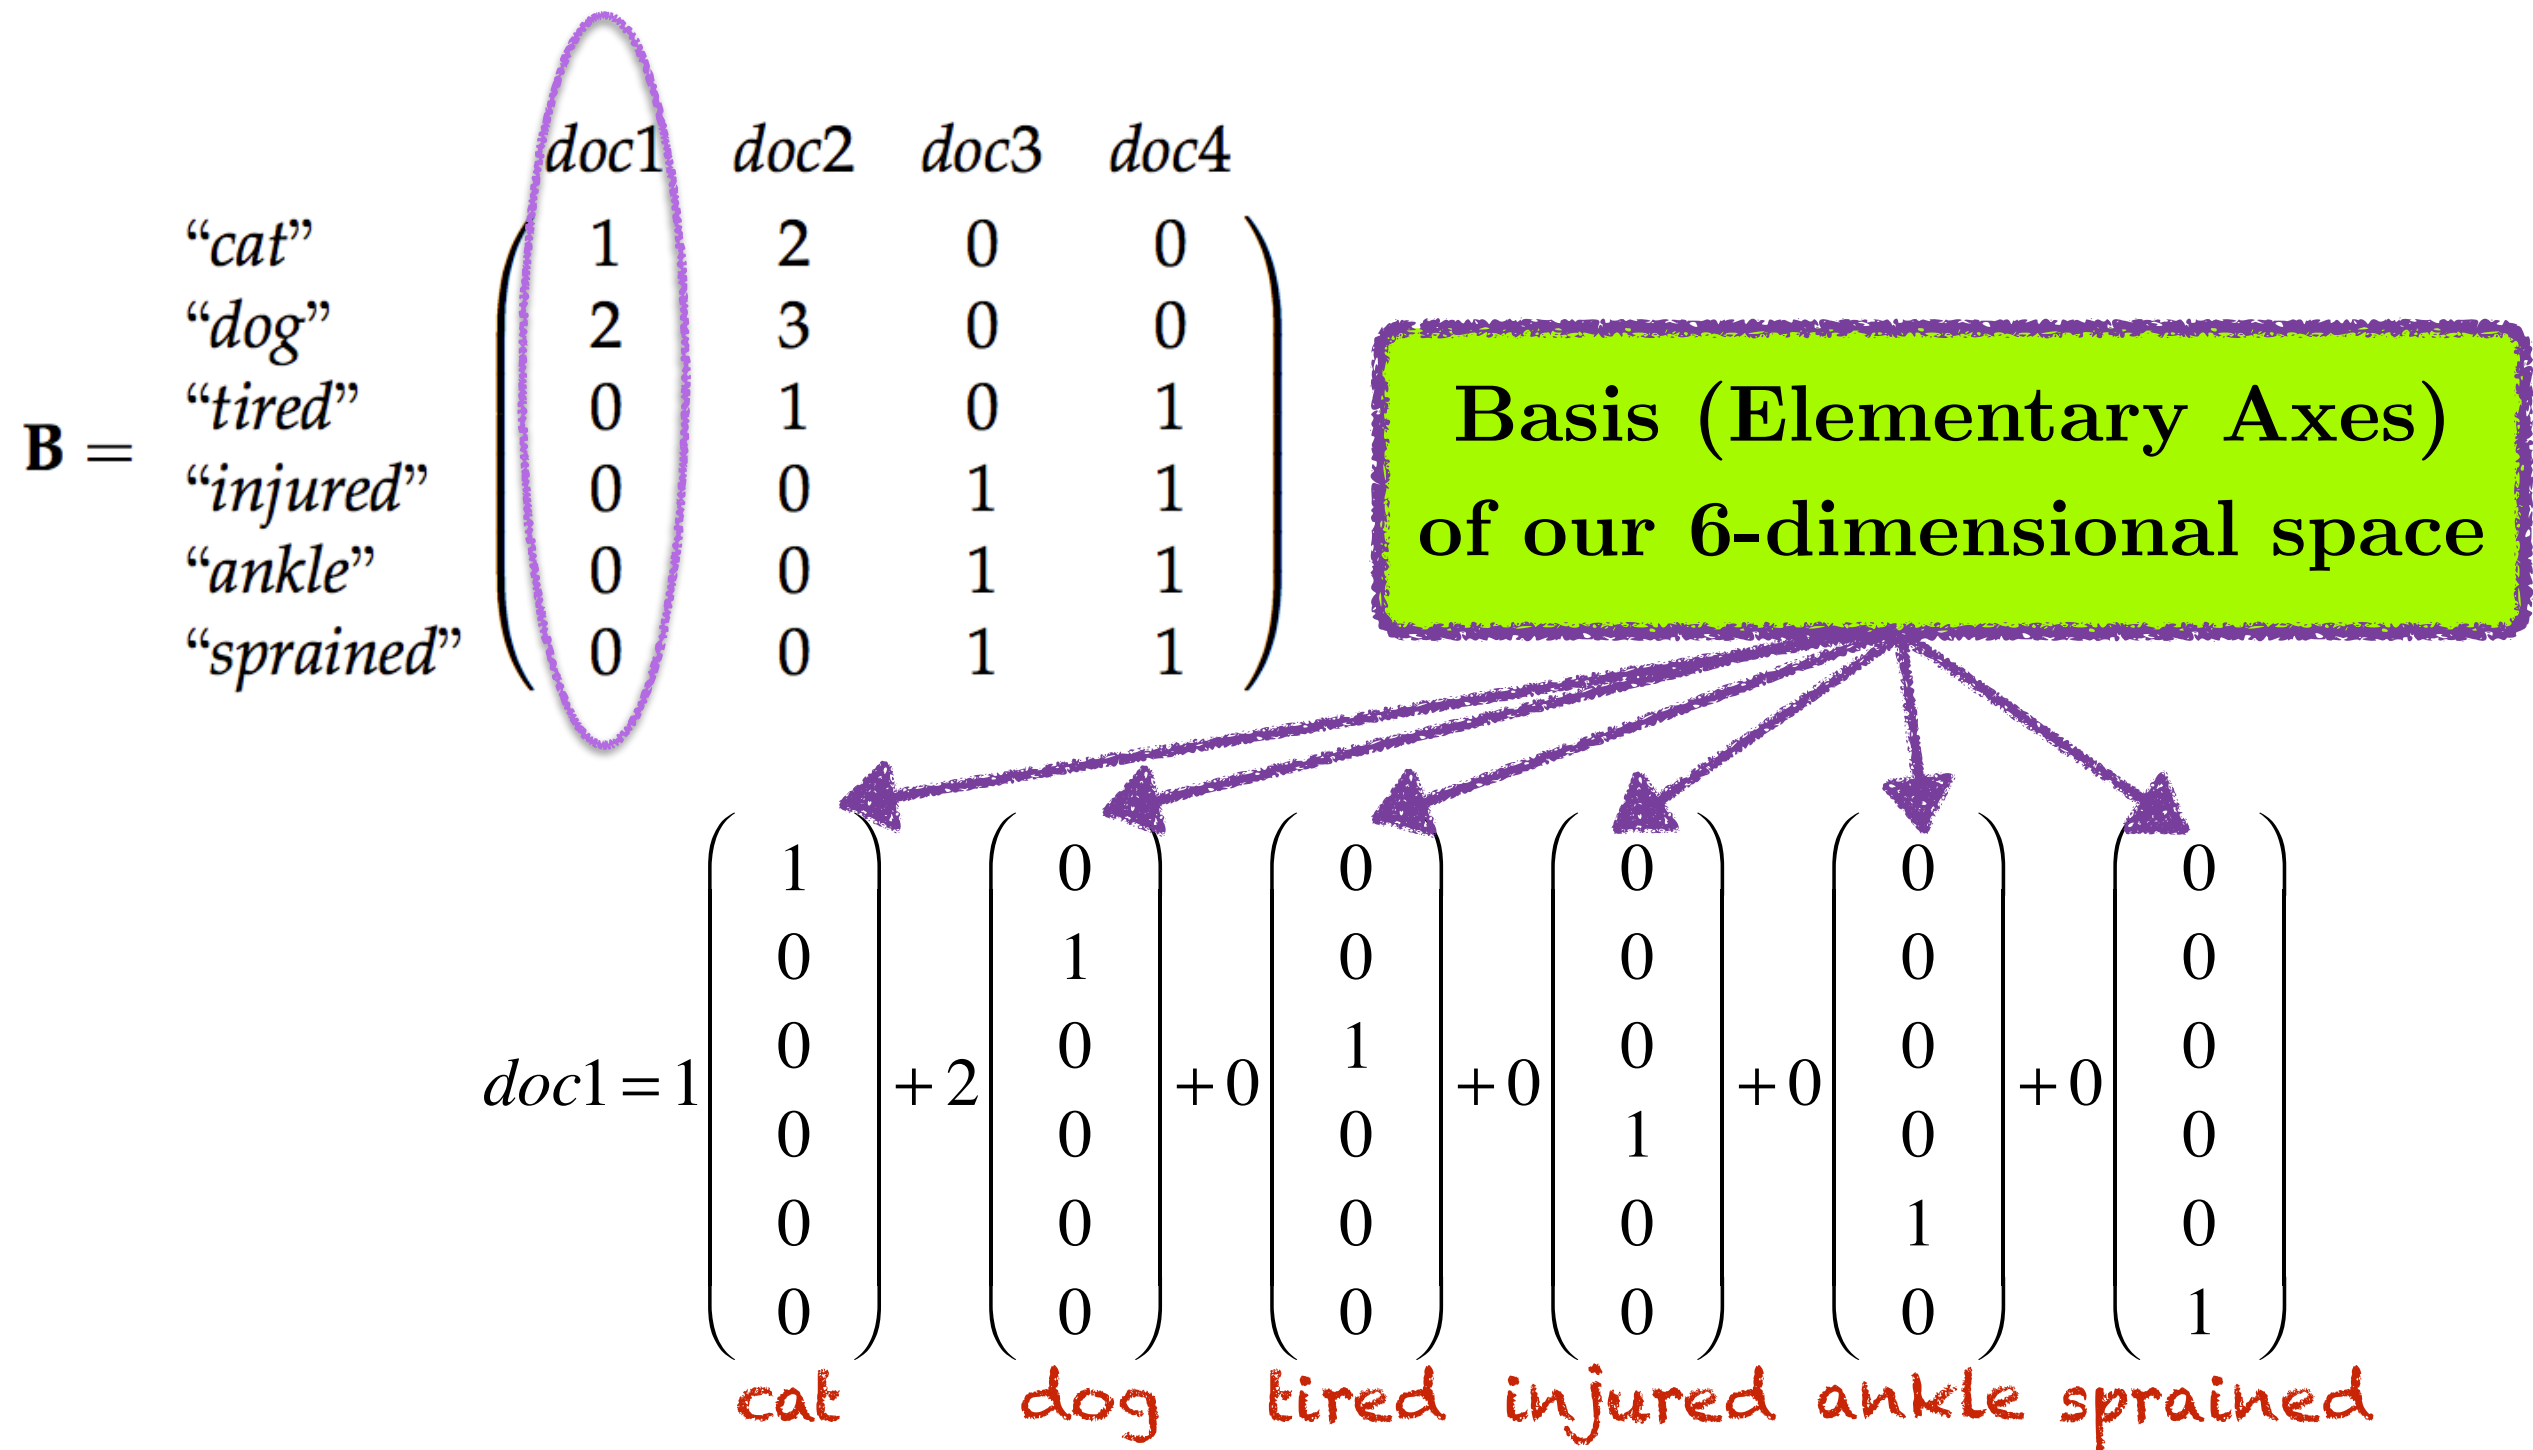 doc1 doc2 doc3 doc4
“cat” 1 2 0 0
“dog” 2 3 0 0
“tired” 0 1 0 1
B =
“injured” 0 0 1 1
“ankle” 0 0 1 1
“sprained” 0 0 1 1
Basis (Elementary Axes)
of our 6-dimensional space
1 0 0 0 0 0
0 1 0 0 0 0
0 0 1 0 0 0
doc1 = 1 + 2 + 0 + 0 + 0 + 0
0 0 0 1 0 0
0 0 0 0 1 0
0 0 0 0 0 1
cat dog tired injured ankle sprained